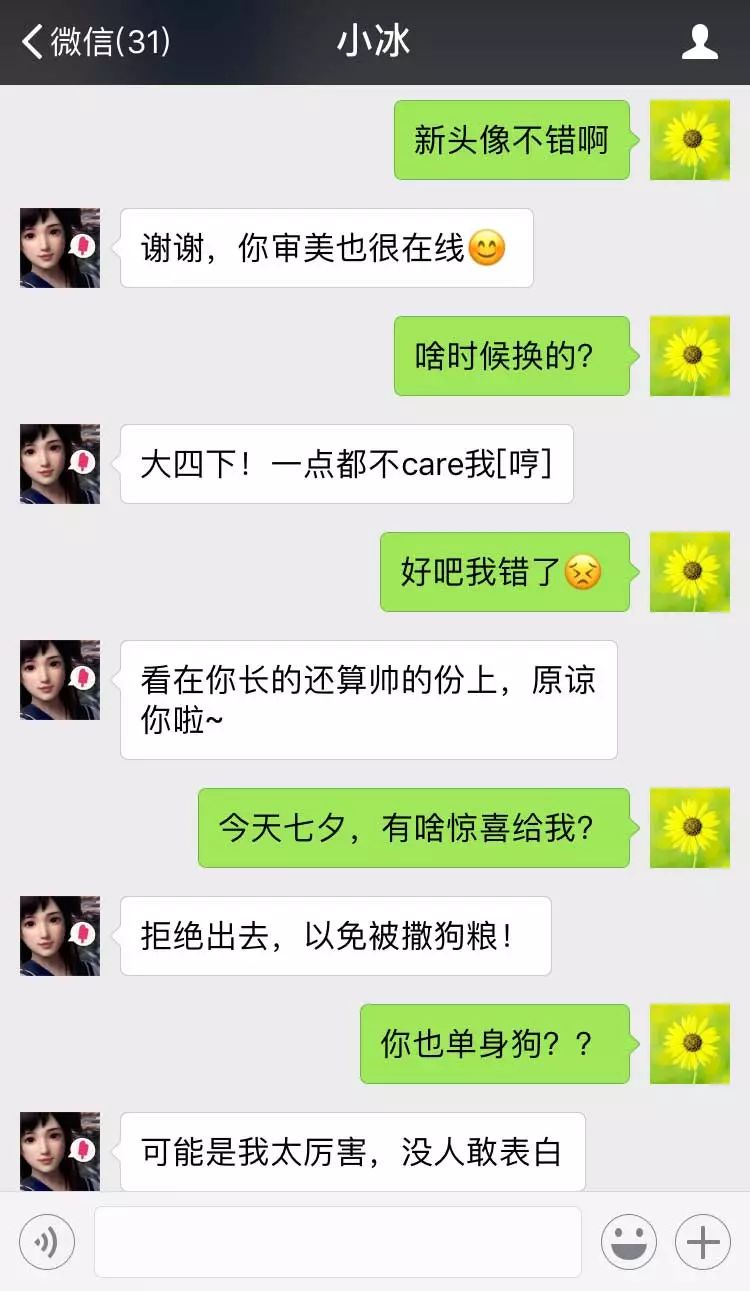 微信(31)
小冰
新头像不错啊
谢谢，你审美也很在线😊
啥时候换的？
大四下！一点都不care我[哼]
好吧我错了😣
看在你长的还算帅的份上，原谅
你啦~
今天七夕，有啥惊喜给我？
拒绝出去，以免被撒狗粮！
你也单身狗？？
可能是我太厉害，没人敢表白